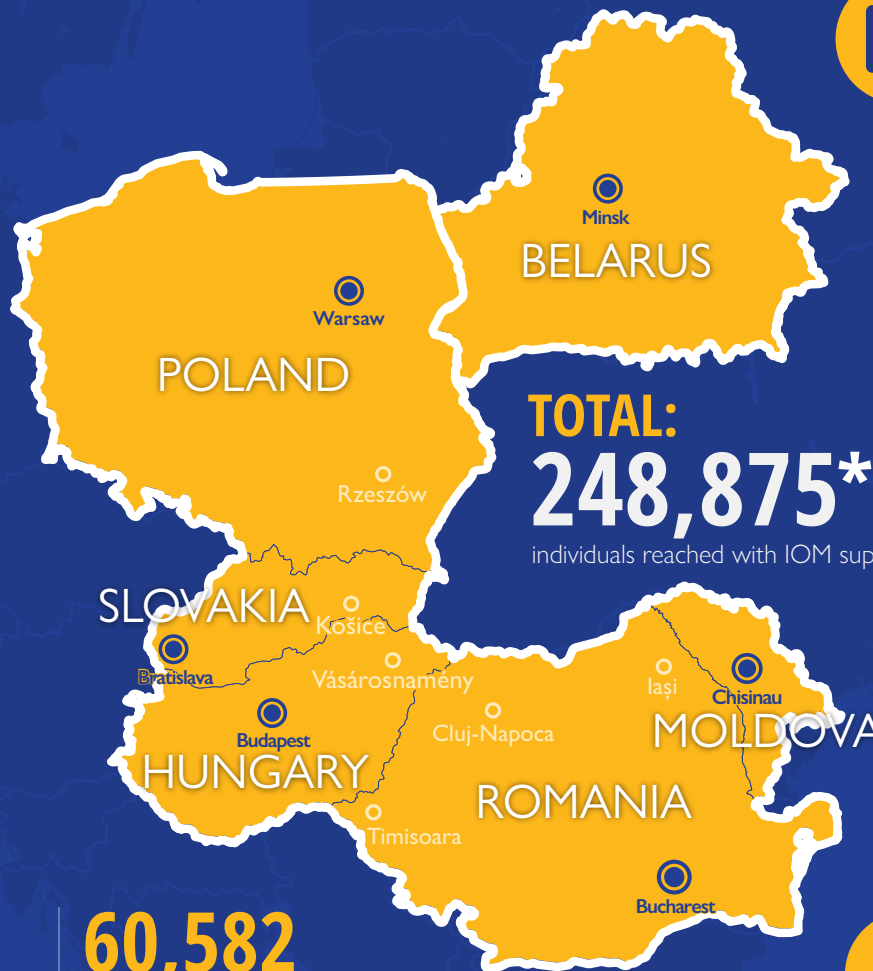 Minsk
BELARUS
Warsaw
POLAND
TOTAL:
248,875*
individuals reached with IOM sup
Rzeszów
SLOVAKIA
Košice
Bratislava
Vásárosnamény
Iași
Chisinau
Cluj-Napoca
MOLDOVA
Budapest
HUNGARY
ROMANIA
Timisoara
Bucharest
60,582